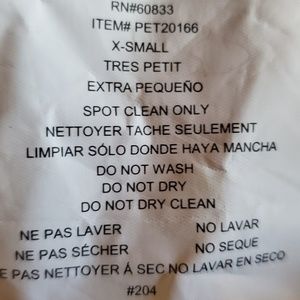 RN#60833
ITEM# PET20166
X-SMALL
TRES PETIT
EXTRA PEQUEÑO
SPOT CLEAN ONLY
NETTOYER TACHE SEULEMENT
LIMPIAR SÓLO DONDE HAYA MANCHA
DO NOT WASH
DO NOT DRY
DO NOT DRY CLEAN
NE PAS LAVER NO LAVAR
NE PAS SÉCHER NO SEQUE
E PAS NETTOYER Á SEC NO LAVAR EN SECO
#204